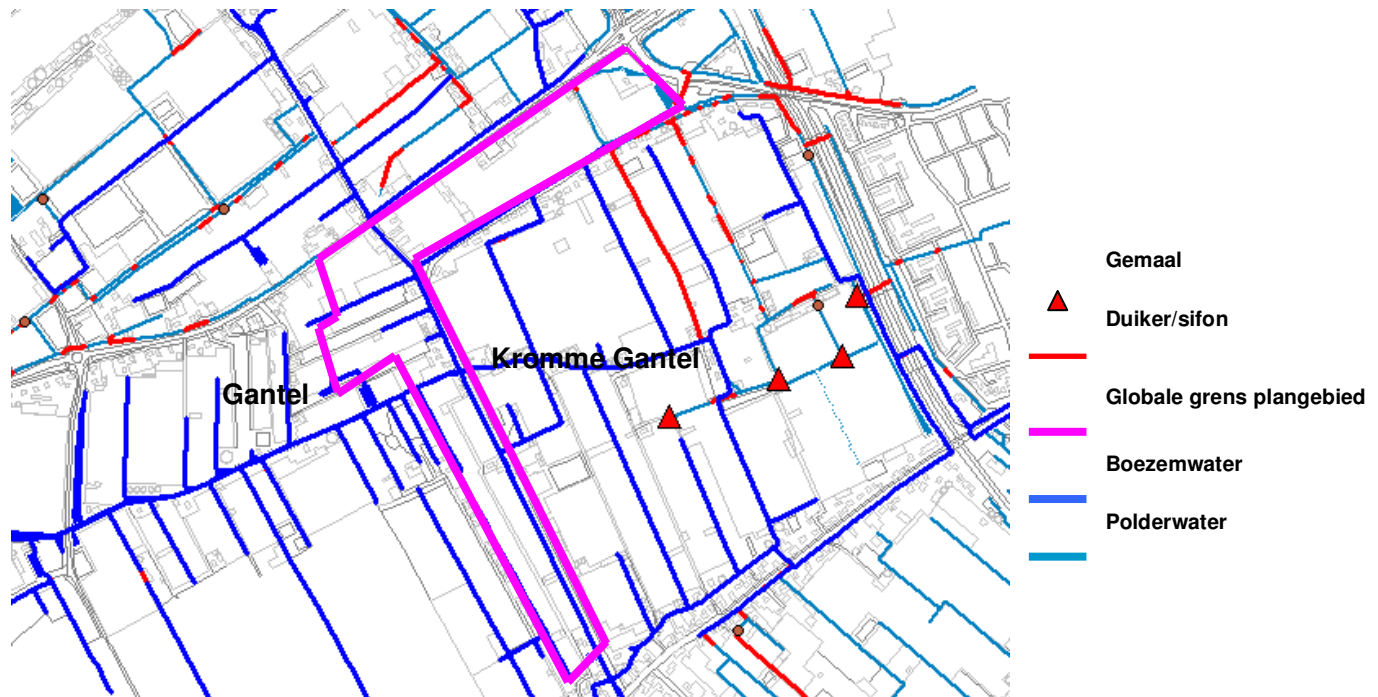 Gemaal
Duiker/sifon
Kromme Gantel
Gantel
Globale grens plangebied
Boezemwater
Polderwater